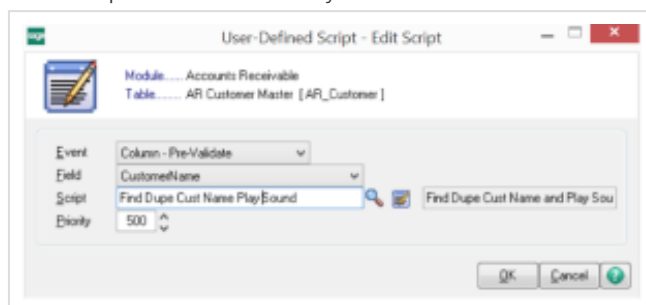 sage
User-Defined Script - Edit Script
Module...... Accounts Receivable
Table........ AR Customer Master [AR_Customer]
Event Column - Pre-Validate
Field CustomerName
Script Find Dupe Cust Name Play Sound Find Dupe Cust Name and Play Sou
Priority 500
OK Cancel